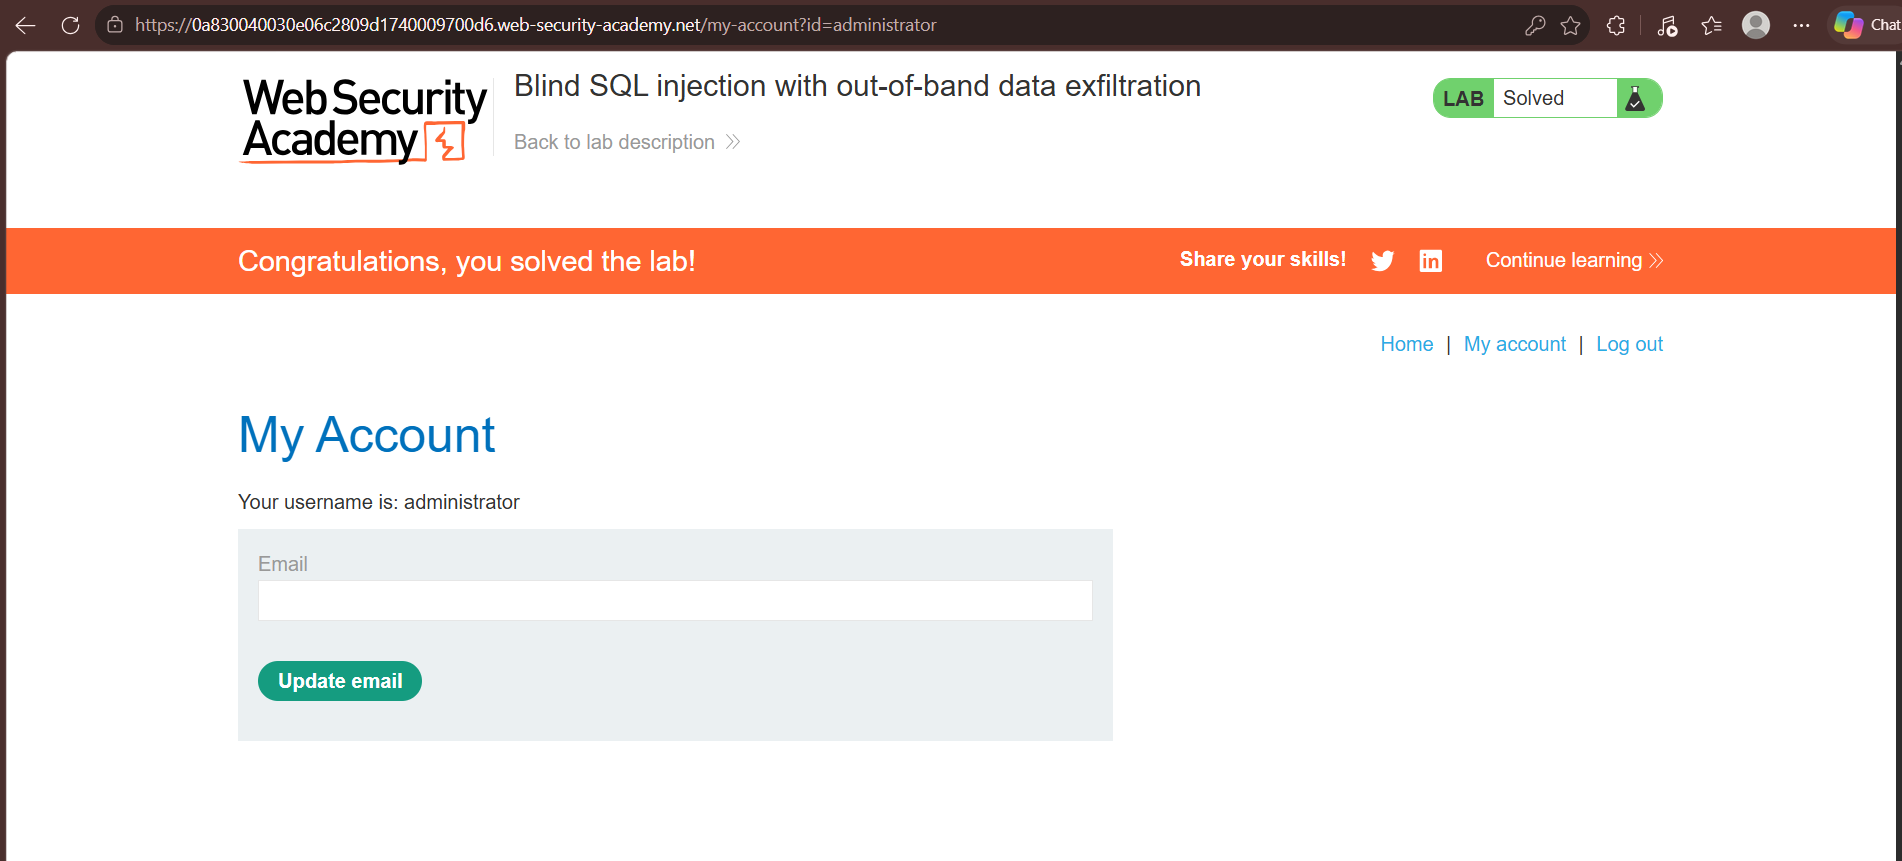 https://0a830040030e06c2809d1740009700d6.web-security-academy.net/my-account?id=administrator
Chat
Web Security
Academy
Blind SQL injection with out-of-band data exfiltration
Back to lab description
LAB Solved
Congratulations, you solved the lab!
Share your skills!
in
Continue learning
Home | My account | Log out
My Account
Your username is: administrator
Email
Update email